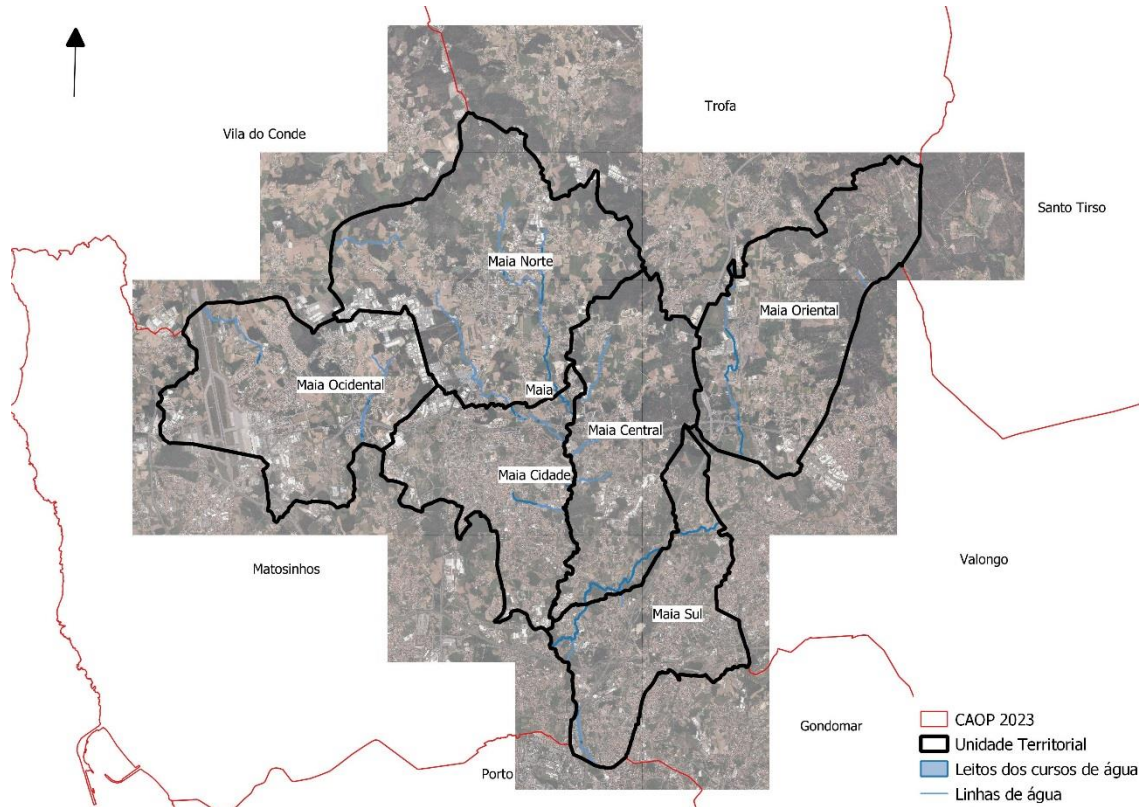 Trofa
Vila do Conde
Santo Tirso
Maia Norte
Maia Oriental
Maia Ocidental
Maia
Maia Central
Maia Cidade
Matosinhos
Valongo
Maia Sul
Gondomar
Porto
CAOP 2023
Unidade Territorial
Leitos dos cursos de água
Linhas de água